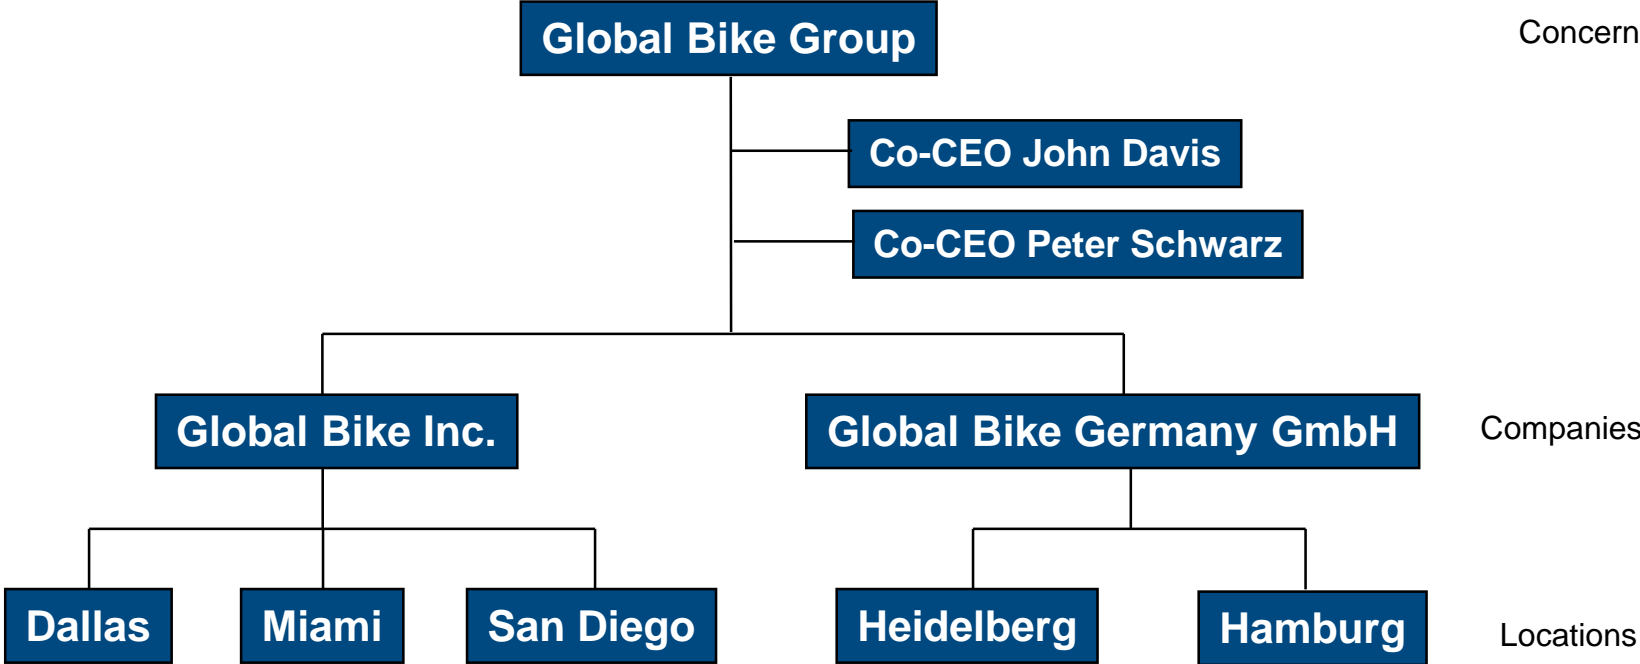 Global Bike Group
Concern
Co-CEO John Davis
Co-CEO Peter Schwarz
Global Bike Inc.
Global Bike Germany GmbH
Companies
Dallas
Miami
San Diego
Heidelberg
Hamburg
Locations